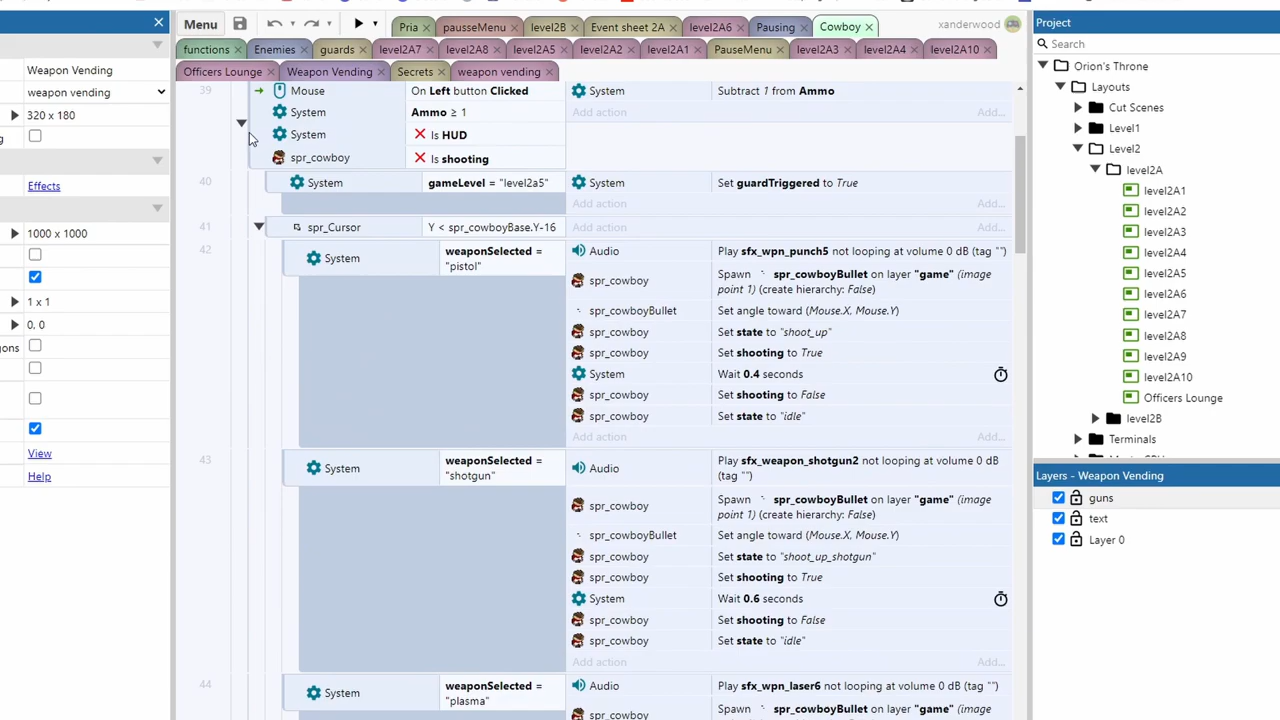 Menu
Pria
pausseMenu
level2B
Event sheet 2A
level2A6
Pausing
Cowboy
xanderwood
functions
Enemies
guards
level2A7
level2A8
level2A5
level2A2
level2A1
PauseMenu
level2A3
level2A4
level2A10
Officers Lounge
Weapon Vending
Secrets
weapon vending
Weapon Vending
weapon vending
320 x 180
Effects
1000 x 1000
1 x 1
0, 0
View
Help
39
Mouse On Left button Clicked
System Ammo ≥ 1
System Is HUD
spr_cowboy Is shooting
System Subtract 1 from Ammo
Add action Add...
40
System gameLevel = "level2a5"
System Set guardTriggered to True
Add action Add...
41
spr_Cursor Y < spr_cowboyBase.Y-16
Add action Add...
42
System weaponSelected =
"pistol"
Audio Play sfx_wpn_punch5 not looping at volume 0 dB (tag "")
spr_cowboy Spawn spr_cowboyBullet on layer "game" (image
point 1) (create hierarchy: False)
spr_cowboyBullet Set angle toward (Mouse.X, Mouse.Y)
spr_cowboy Set state to "shoot_up"
spr_cowboy Set shooting to True
System Wait 0.4 seconds
spr_cowboy Set shooting to False
spr_cowboy Set state to "idle"
Add action Add...
43
System weaponSelected =
"shotgun"
Audio Play sfx_weapon_shotgun2 not looping at volume 0 dB
(tag "")
spr_cowboy Spawn spr_cowboyBullet on layer "game" (image
point 1) (create hierarchy: False)
spr_cowboyBullet Set angle toward (Mouse.X, Mouse.Y)
spr_cowboy Set state to "shoot_up_shotgun"
spr_cowboy Set shooting to True
System Wait 0.6 seconds
spr_cowboy Set shooting to False
spr_cowboy Set state to "idle"
Add action Add...
44
System weaponSelected =
"plasma"
Audio Play sfx_wpn_laser6 not looping at volume 0 dB (tag "")
spr_cowboy Spawn spr_cowboyBullet on layer "game" (image
Project
Search
Orion's Throne
Layouts
Cut Scenes
Level1
Level2
level2A
level2A1
level2A2
level2A3
level2A4
level2A5
level2A6
level2A7
level2A8
level2A9
level2A10
Officers Lounge
level2B
Terminals
Layers - Weapon Vending
guns
text
Layer 0